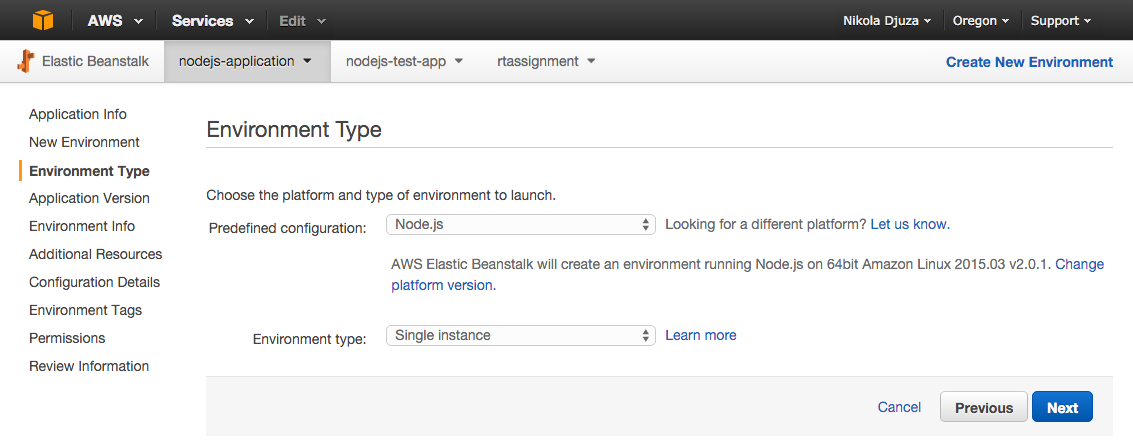 AWS Services Edit Nikola Djuza Oregon Support
Elastic Beanstalk nodejs-application nodejs-test-app rtassignment Create New Environment
Application Info
New Environment
Environment Type
Application Version
Environment Info
Additional Resources
Configuration Details
Environment Tags
Permissions
Review Information
Environment Type
Choose the platform and type of environment to launch.
Predefined configuration: Node.js Looking for a different platform? Let us know.
AWS Elastic Beanstalk will create an environment running Node.js on 64bit Amazon Linux 2015.03 v2.0.1. Change
platform version.
Environment type: Single instance Learn more
Cancel Previous Next